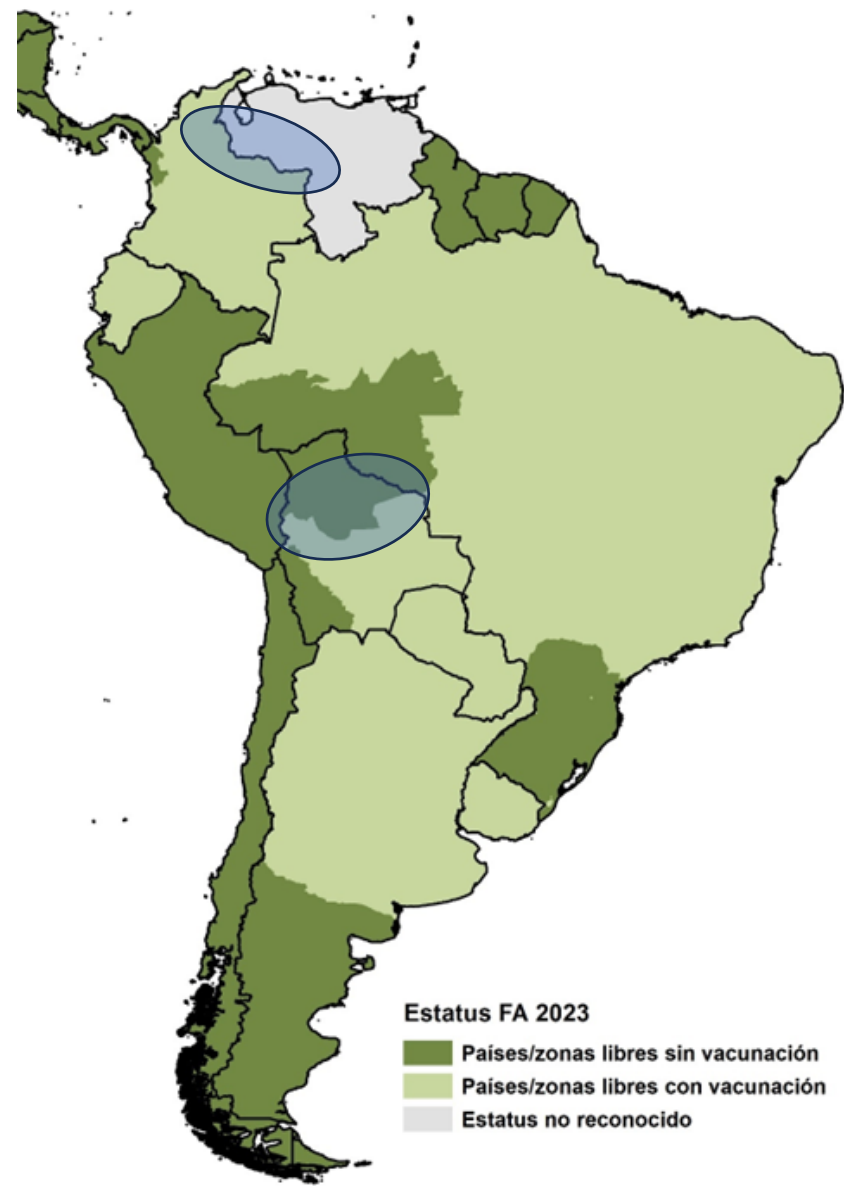 Estatus FA 2023
Países/zonas libres sin vacunación
Países/zonas libres con vacunación
Estatus no reconocido